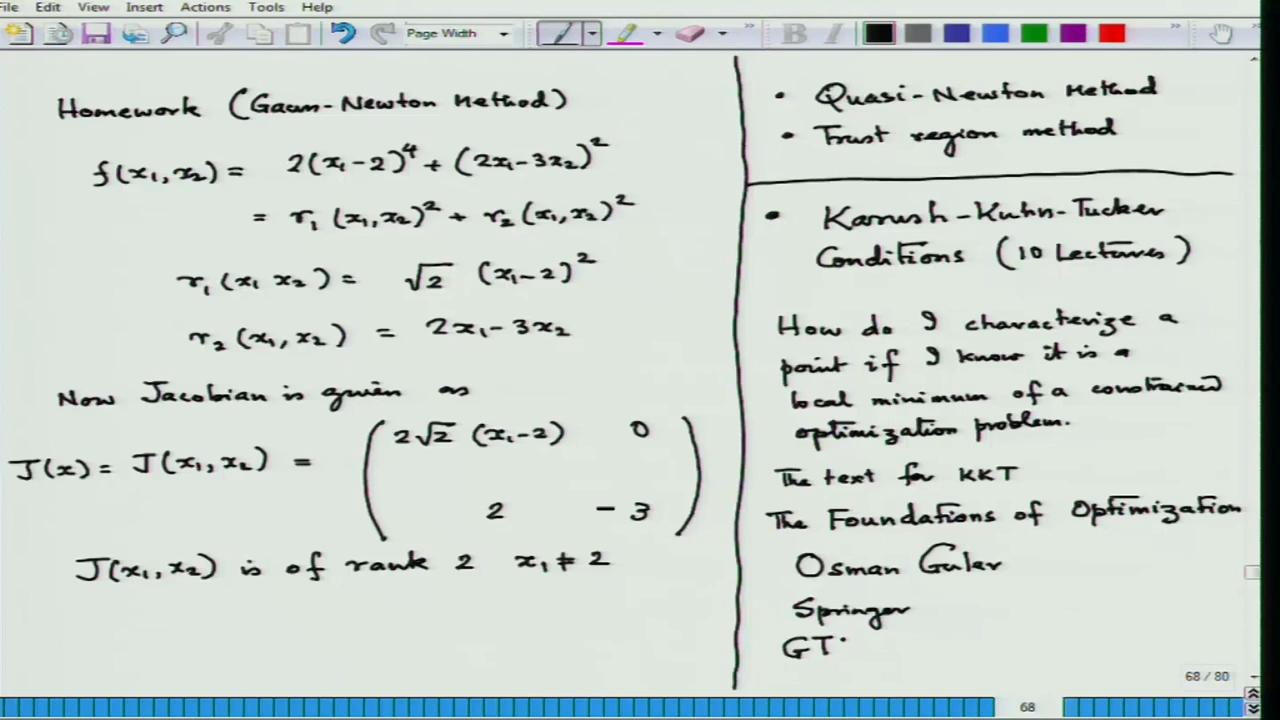 File Edit View Insert Actions Tools Help
Page Width
Homework (Gauss-Newton Method)
f(x₁,x₂) = 2(x₁-2)⁴ + (2x₁-3x₂)²
= r₁(x₁,x₂)² + r₂(x₁,x₂)²
r₁(x₁ x₂) = √2 (x₁-2)²
r₂(x₁,x₂) = 2x₁-3x₂
Now Jacobian is given as
J(x) = J(x₁,x₂) = ( 2√2 (x₁-2) 0
2 -3 )
J(x₁,x₂) is of rank 2 x₁ ≠ 2
• Quasi-Newton Method
• Trust region method
• Karush-Kuhn-Tucker
Conditions (10 Lectures)
How do I characterize a
point if I know it is a
local minimum of a constrained
optimization problem.
The text for KKT
The Foundations of Optimization
Osman Guler
Springer
GT
68 / 80
68